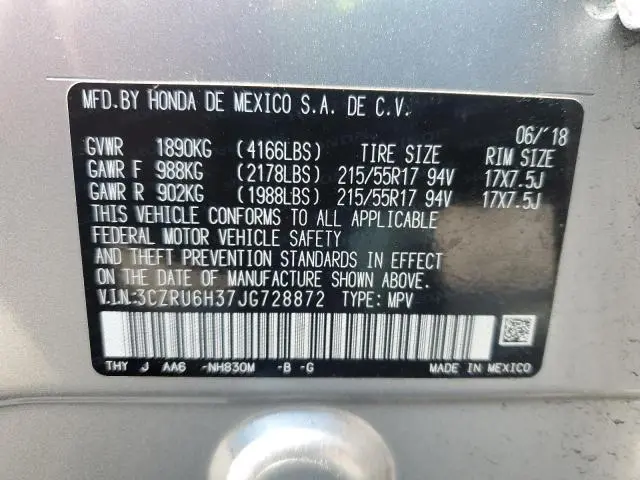 MFD.BY HONDA DE MEXICO S.A. DE C.V.
06/'18
GVWR 1890KG (4166LBS) TIRE SIZE RIM SIZE
GAWR F 988KG (2178LBS) 215/55R17 94V 17X7.5J
GAWR R 902KG (1988LBS) 215/55R17 94V 17X7.5J
THIS VEHICLE CONFORMS TO ALL APPLICABLE
FEDERAL MOTOR VEHICLE SAFETY
AND THEFT PREVENTION STANDARDS IN EFFECT
ON THE DATE OF MANUFACTURE SHOWN ABOVE.
V.I.N.:3CZRU6H37JG728872 TYPE: MPV
THY J AA6 -NH830M -B -G MADE IN MEXICO